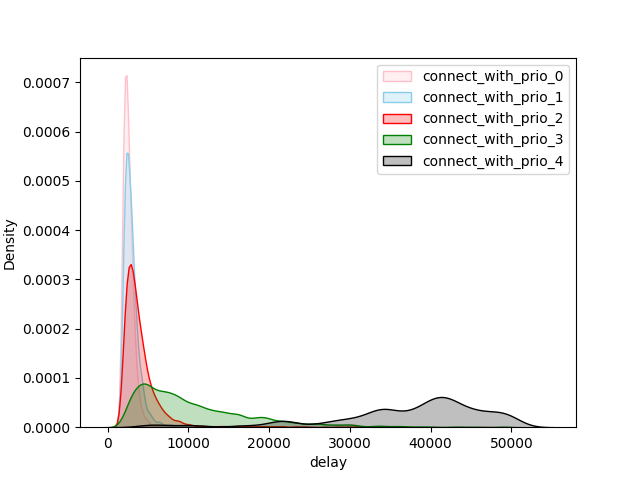 connect_with_prio_0
connect_with_prio_1
connect_with_prio_2
connect_with_prio_3
connect_with_prio_4
0.0007
0.0006
0.0005
0.0004
0.0003
0.0002
0.0001
0.0000
Density
0 10000 20000 30000 40000 50000
delay